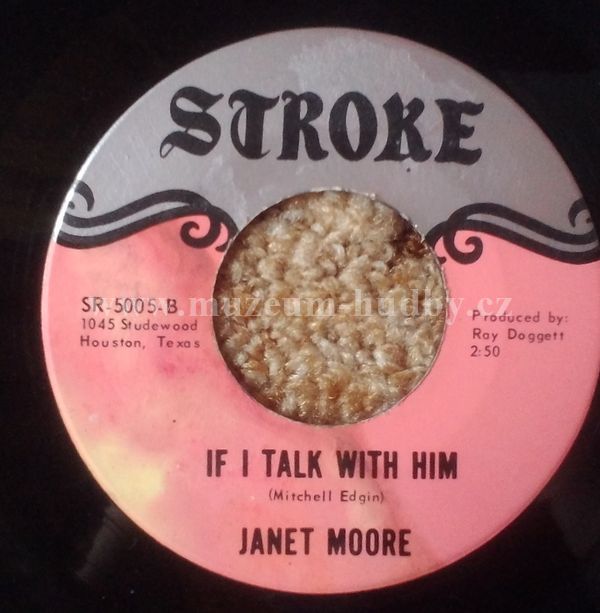 STROKE
www.muzeum-hudby.cz
SR-5005-B
1045 Studewood
Houston, Texas
Produced by:
Ray Doggett
2:50
IF I TALK WITH HIM
(Mitchell Edgin)
JANET MOORE